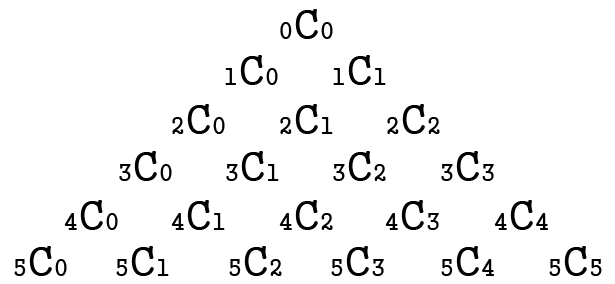 ₀C₀
₁C₀ ₁C₁
₂C₀ ₂C₁ ₂C₂
₃C₀ ₃C₁ ₃C₂ ₃C₃
₄C₀ ₄C₁ ₄C₂ ₄C₃ ₄C₄
₅C₀ ₅C₁ ₅C₂ ₅C₃ ₅C₄ ₅C₅